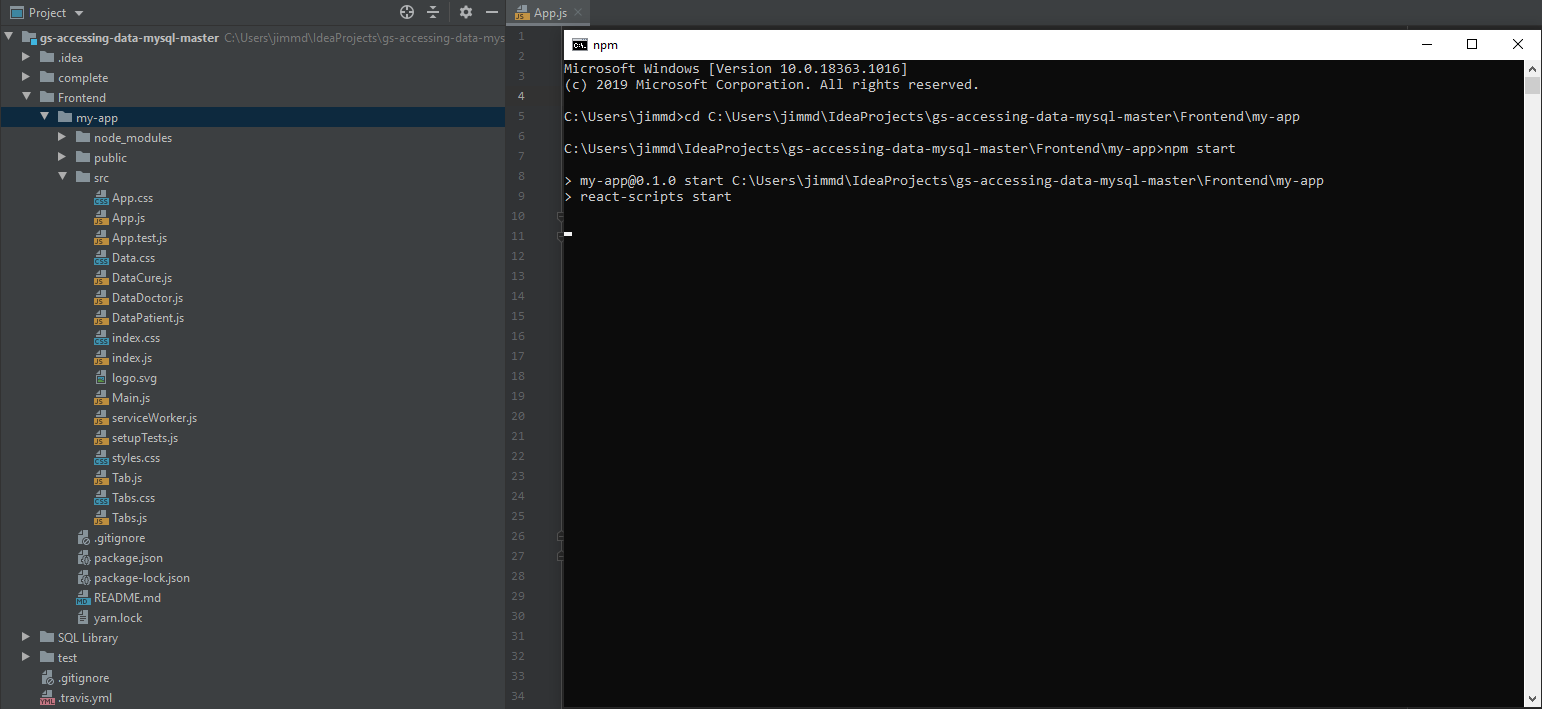 Project
App.js
gs-accessing-data-mysql-master C:\Users\jimmd\IdeaProjects\gs-accessing-data-mys
.idea
complete
Frontend
my-app
node_modules
public
src
App.css
App.js
App.test.js
Data.css
DataCure.js
DataDoctor.js
DataPatient.js
index.css
index.js
logo.svg
Main.js
serviceWorker.js
setupTests.js
styles.css
Tab.js
Tabs.css
Tabs.js
.gitignore
package.json
package-lock.json
README.md
yarn.lock
SQL Library
test
.gitignore
.travis.yml
1
2
3
4
5
6
7
8
9
10
11
12
13
14
15
16
17
18
19
20
21
22
23
24
25
26
27
28
29
30
31
32
33
34
npm
Microsoft Windows [Version 10.0.18363.1016]
(c) 2019 Microsoft Corporation. All rights reserved.
C:\Users\jimmd>cd C:\Users\jimmd\IdeaProjects\gs-accessing-data-mysql-master\Frontend\my-app
C:\Users\jimmd\IdeaProjects\gs-accessing-data-mysql-master\Frontend\my-app>npm start
> my-app@0.1.0 start C:\Users\jimmd\IdeaProjects\gs-accessing-data-mysql-master\Frontend\my-app
> react-scripts start